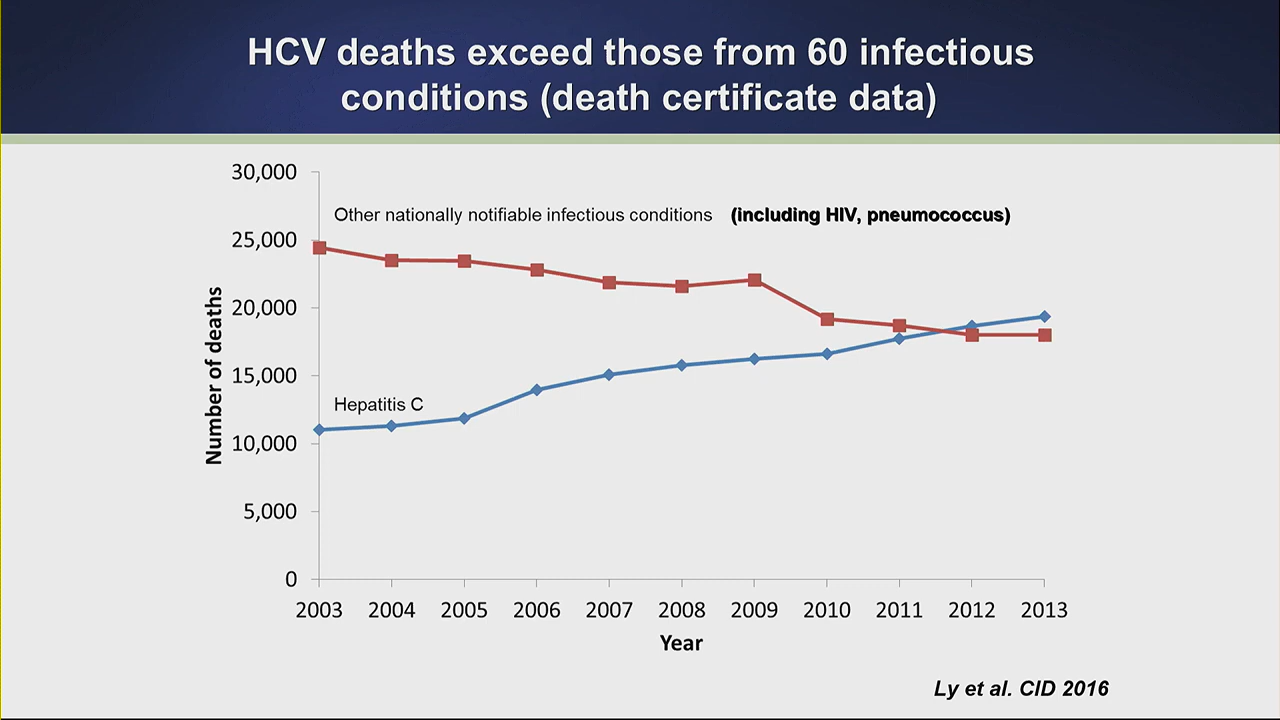 HCV deaths exceed those from 60 infectious
conditions (death certificate data)
30,000
Other nationally notifiable infectious conditions (including HIV, pneumococcus)
25,000
20,000
15,000
Hepatitis C
10,000
5,000
0
Number of deaths
2003 2004 2005 2006 2007 2008 2009 2010 2011 2012 2013
Year
Ly et al. CID 2016